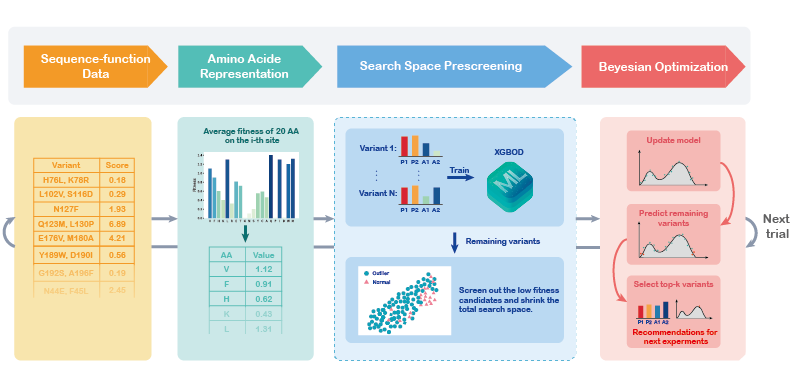 Sequence-function
Data
Amino Acide
Representation
Search Space Prescreening
Beyesian Optimization
Variant Score
H76L, K78R 0.18
L102V, S116D 0.29
N127F 1.93
Q123M, L130P 6.69
E176V, M160A 4.21
Y189W, D190I 0.56
G192S, A196F 0.19
N44E, F48L 2.45
Average fitness of 20 AA
on the i-th site
Fitness
AA Value
V 1.12
F 0.91
H 0.62
K 0.43
L 1.31
Variant 1:
P1 P2 A1 A2
Variant N:
P1 P2 A1 A2
Train
XGBOD
ML
Remaining variants
Outlier
Normal
Screen out the low fitness
candidates and shrink the
total search space.
Update model
Predict remaining
variants
Select top-k variants
P1 P2 A1 A2
Recommendations for
next experments
Next
trial